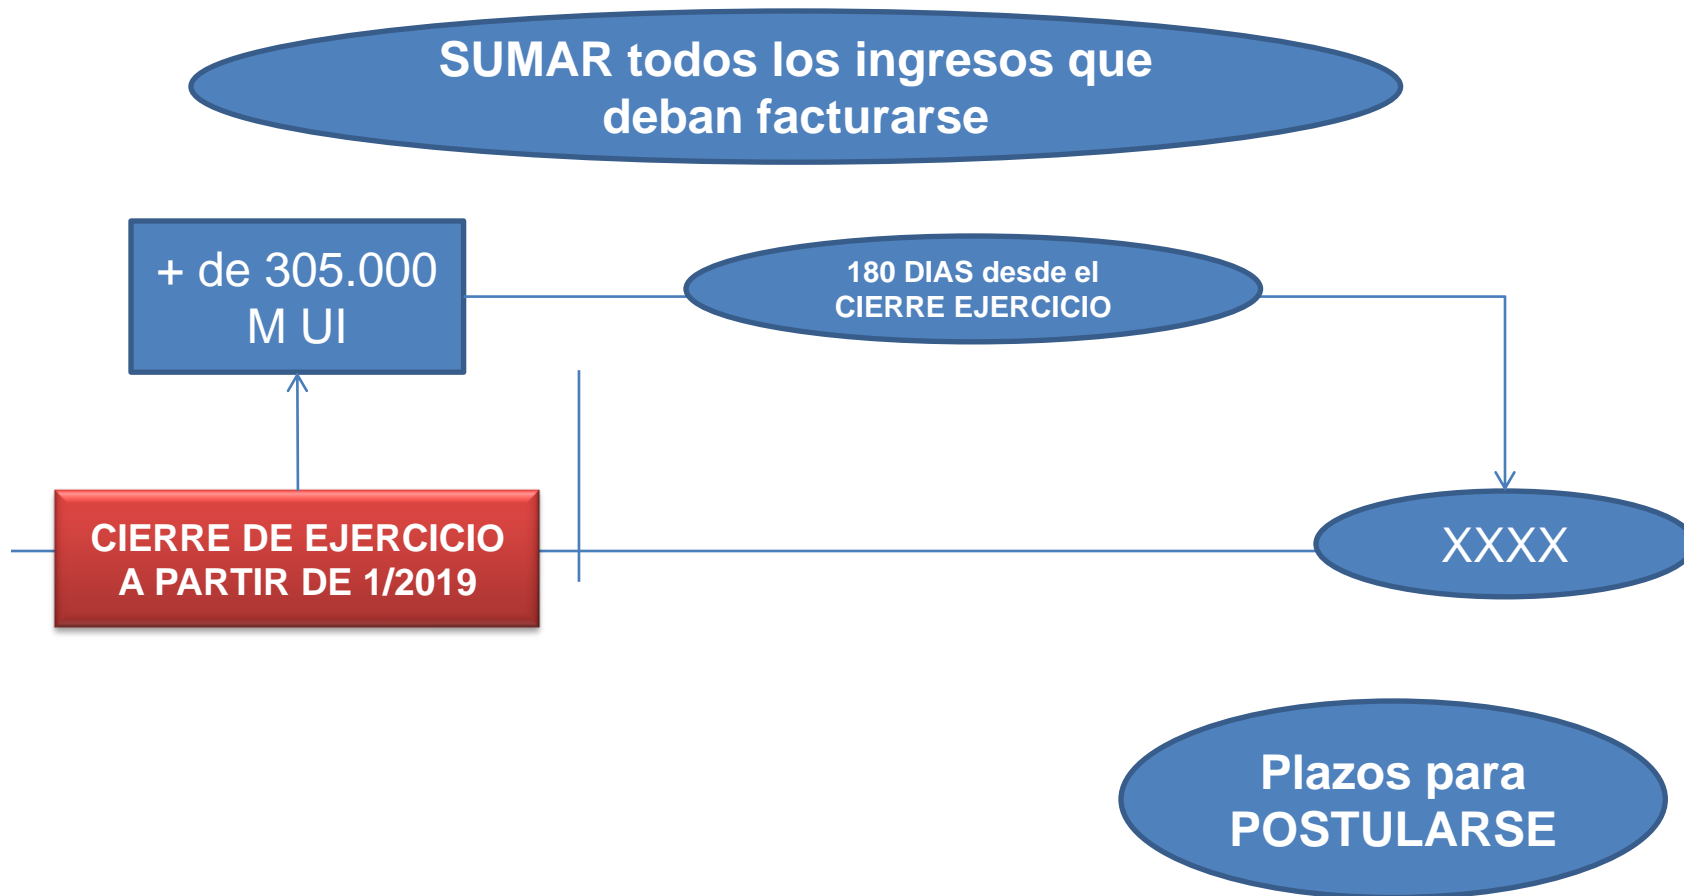 SUMAR todos los ingresos que
deban facturarse
+ de 305.000
M UI
180 DIAS desde el
CIERRE EJERCICIO
CIERRE DE EJERCICIO
A PARTIR DE 1/2019
XXXX
Plazos para
POSTULARSE